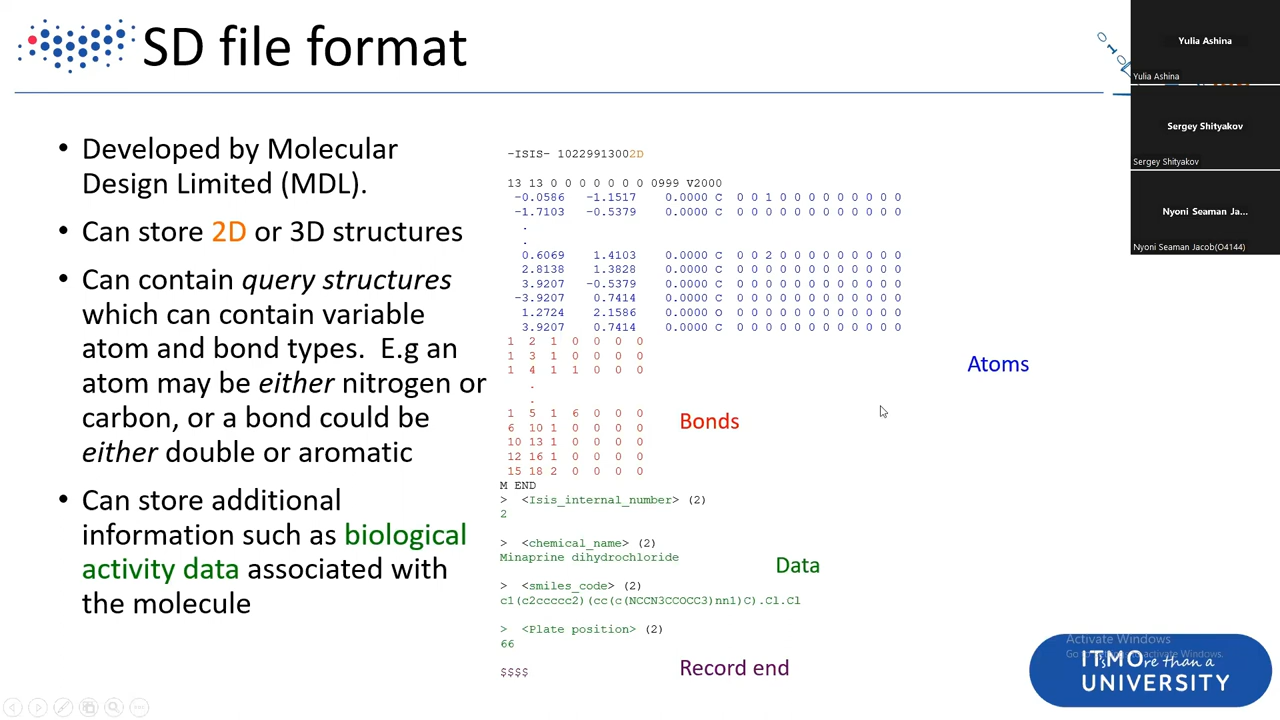 SD file format
• Developed by Molecular
Design Limited (MDL).
• Can store 2D or 3D structures
• Can contain query structures
which can contain variable
atom and bond types. E.g an
atom may be either nitrogen or
carbon, or a bond could be
either double or aromatic
• Can store additional
information such as biological
activity data associated with
the molecule
-ISIS- 10229913002D
13 13 0 0 0 0 0 0 0 0999 V2000
-0.0586 -1.1517 0.0000 C 0 0 1 0 0 0 0 0 0 0 0 0
-1.7103 -0.5379 0.0000 C 0 0 0 0 0 0 0 0 0 0 0 0
.
.
0.6069 1.4103 0.0000 C 0 0 2 0 0 0 0 0 0 0 0 0
2.8138 1.3828 0.0000 C 0 0 0 0 0 0 0 0 0 0 0 0
3.9207 -0.5379 0.0000 C 0 0 0 0 0 0 0 0 0 0 0 0
-3.9207 0.7414 0.0000 C 0 0 0 0 0 0 0 0 0 0 0 0
1.2724 2.1586 0.0000 O 0 0 0 0 0 0 0 0 0 0 0 0
3.9207 0.7414 0.0000 C 0 0 0 0 0 0 0 0 0 0 0 0
1 2 1 0 0 0 0
1 3 1 0 0 0 0
1 4 1 1 0 0 0
.
.
1 5 1 6 0 0 0
6 10 1 0 0 0 0
10 13 1 0 0 0 0
12 16 1 0 0 0 0
15 18 2 0 0 0 0
M END
> <Isis_internal_number> (2)
2
> <chemical_name> (2)
Minaprine dihydrochloride
> <smiles_code> (2)
c1(c2ccccc2)(cc(c(NCCN3CCOCC3)nn1)C).Cl.Cl
> <Plate position> (2)
66
$$$$
Atoms
Bonds
Data
Record end
Yulia Ashina
Yulia Ashina
Sergey Shityakov
Sergey Shityakov
Nyoni Seaman Ja...
Nyoni Seaman Jacob(O4144)
Activate Windows
ITsMOre than a
UNIVERSITY